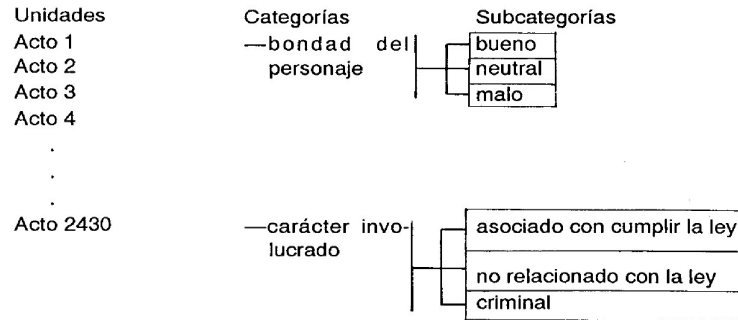 Unidades Categorías Subcategorías
Acto 1 —bondad del bueno
Acto 2 personaje neutral
Acto 3 malo
Acto 4
.
.
.
Acto 2430 —carácter invo- asociado con cumplir la ley
lucrado
no relacionado con la ley
criminal